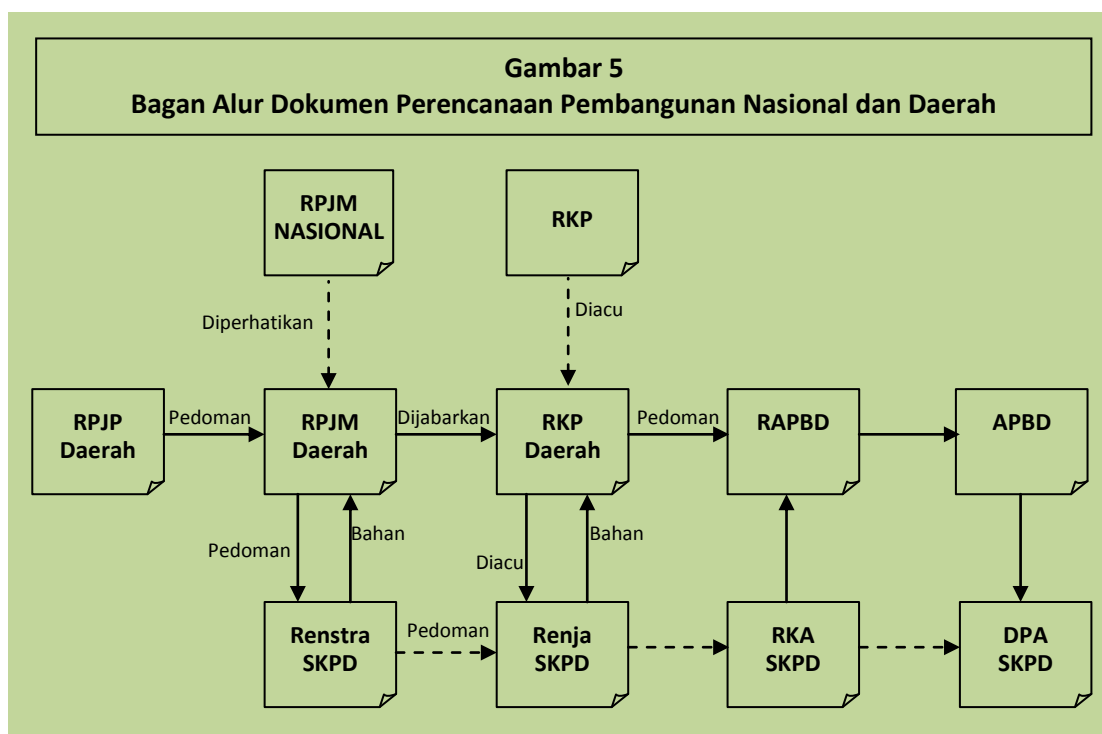 Gambar 5
Bagan Alur Dokumen Perencanaan Pembangunan Nasional dan Daerah
RPJM
NASIONAL
RKP
Diperhatikan
Diacu
RPJP
Daerah
Pedoman
RPJM
Daerah
Dijabarkan
RKP
Daerah
Pedoman
RAPBD
APBD
Pedoman
Bahan
Diacu
Bahan
Renstra
SKPD
Pedoman
Renja
SKPD
RKA
SKPD
DPA
SKPD